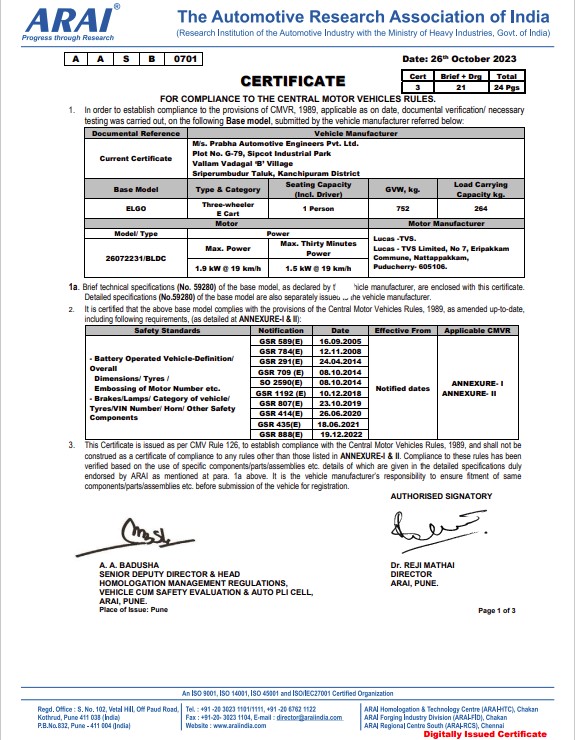 ARAI®
Progress through Research
The Automotive Research Association of India
(Research Institution of the Automotive Industry with the Ministry of Heavy Industries, Govt. of India)
A A S B 0701
Date: 26th October 2023
CERTIFICATE
Cert Brief + Drg Total
3 21 24 Pgs
FOR COMPLIANCE TO THE CENTRAL MOTOR VEHICLES RULES.
1. In order to establish compliance to the provisions of CMVR, 1989, applicable as on date, documental verification/ necessary
testing was carried out, on the following Base model, submitted by the vehicle manufacturer referred below:
Documental Reference Vehicle Manufacturer
Current Certificate
M/s. Prabha Automotive Engineers Pvt. Ltd.
Plot No. G-79, Sipcot Industrial Park
Vallam Vadagal 'B' Village
Sriperumbudur Taluk, Kanchipuram District
Base Model Type & Category Seating Capacity (Incl. Driver) GVW, kg. Load Carrying Capacity kg.
ELGO Three-wheeler E Cart 1 Person 752 264
Motor Motor Manufacturer
Model/ Type Power
Max. Power Max. Thirty Minutes Power
26072231/BLDC 1.9 kW @ 19 km/h 1.5 kW @ 19 km/h
Lucas -TVS.
Lucas - TVS Limited, No 7, Eripakkam
Commune, Nattappakkam,
Puducherry- 605106.
1a. Brief technical specifications (No. 59280) of the base model, as declared by t vehicle manufacturer, are enclosed with this certificate.
Detailed specifications (No.59280) of the base model are also separately issued the vehicle manufacturer.
2. It is certified that the above base model complies with the provisions of the Central Motor Vehicles Rules, 1989, as amended up-to-date,
including following requirements, (as detailed at ANNEXURE-I & II):
Safety Standards Notification Date Effective From Applicable CMVR
- Battery Operated Vehicle-Definition/
Overall
Dimensions/ Tyres /
Embossing of Motor Number etc.
- Brakes/Lamps/ Category of vehicle/
Tyres/VIN Number/ Horn/ Other Safety
Components
GSR 589(E) 16.09.2005
GSR 784(E) 12.11.2008
GSR 291(E) 24.04.2014
GSR 709 (E) 08.10.2014
SO 2590(E) 08.10.2014
GSR 1192 (E) 10.12.2018
GSR 807(E) 23.10.2019
GSR 414(E) 26.06.2020
GSR 435(E) 18.06.2021
GSR 888(E) 19.12.2022
Notified dates
ANNEXURE- I
ANNEXURE- II
3. This Certificate is issued as per CMV Rule 126, to establish compliance with the Central Motor Vehicles Rules, 1989, and shall not be
construed as a certificate of compliance to any rules other than those listed in ANNEXURE-I & II. Compliance to these rules has been
verified based on the use of specific components/parts/assemblies etc. details of which are given in the detailed specifications duly
endorsed by ARAI as mentioned at para. 1a above. It is the vehicle manufacturer's responsibility to ensure fitment of same
components/parts/assemblies etc. before submission of the vehicle for registration.
AUTHORISED SIGNATORY
A. A. BADUSHA
SENIOR DEPUTY DIRECTOR & HEAD
HOMOLOGATION MANAGEMENT REGULATIONS,
VEHICLE CUM SAFETY EVALUATION & AUTO PLI CELL,
ARAI, PUNE.
Place of Issue: Pune
Dr. REJI MATHAI
DIRECTOR
ARAI, PUNE.
Page 1 of 3
An ISO 9001, ISO 14001, ISO 45001 and ISO/IEC27001 Certified Organization
Regd. Office : S. No. 102, Vetal Hill, Off Paud Road,
Kothrud, Pune 411 038 (India)
P.B.No.832, Pune - 411 004 (India)
Tel. : +91 -20 3023 1101/1111, +91 -20 6762 1122
Fax : +91 -20- 3023 1104, E-mail : director@araiindia.com
Website : www.araiindia.com
ARAI Homologation & Technology Centre (ARAI-HTC), Chakan
ARAI Forging Industry Division (ARAI-FID), Chakan
ARAI Regional Centre South (ARAI-RCS), Chennai
Digitally Issued Certificate